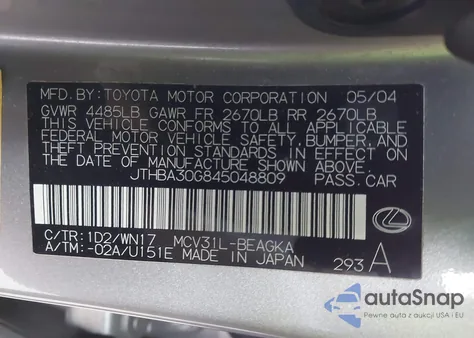 MFD.BY:TOYOTA MOTOR CORPORATION 05/04
GVWR 4485LB GAWR FR 2670LB RR 2670LB
THIS VEHICLE CONFORMS TO ALL APPLICABLE
FEDERAL MOTOR VEHICLE SAFETY,BUMPER,AND
THEFT PREVENTION STANDARDS IN EFFECT ON
THE DATE OF MANUFACTURE SHOWN ABOVE.
JTHBA30G845048809 PASS.CAR
C/TR:1D2/WN17 MCV31L-BEAGKA
A/TM:-02A/U151E MADE IN JAPAN 293 A
autoSnap
Pewne auta z aukcji USA i EU